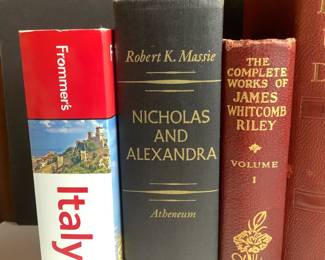 Frommer's
Italy
Robert K. Massie
NICHOLAS
AND
ALEXANDRA
Atheneum
THE
COMPLETE
WORKS OF
JAMES
WHITCOMB
RILEY
VOLUME
I